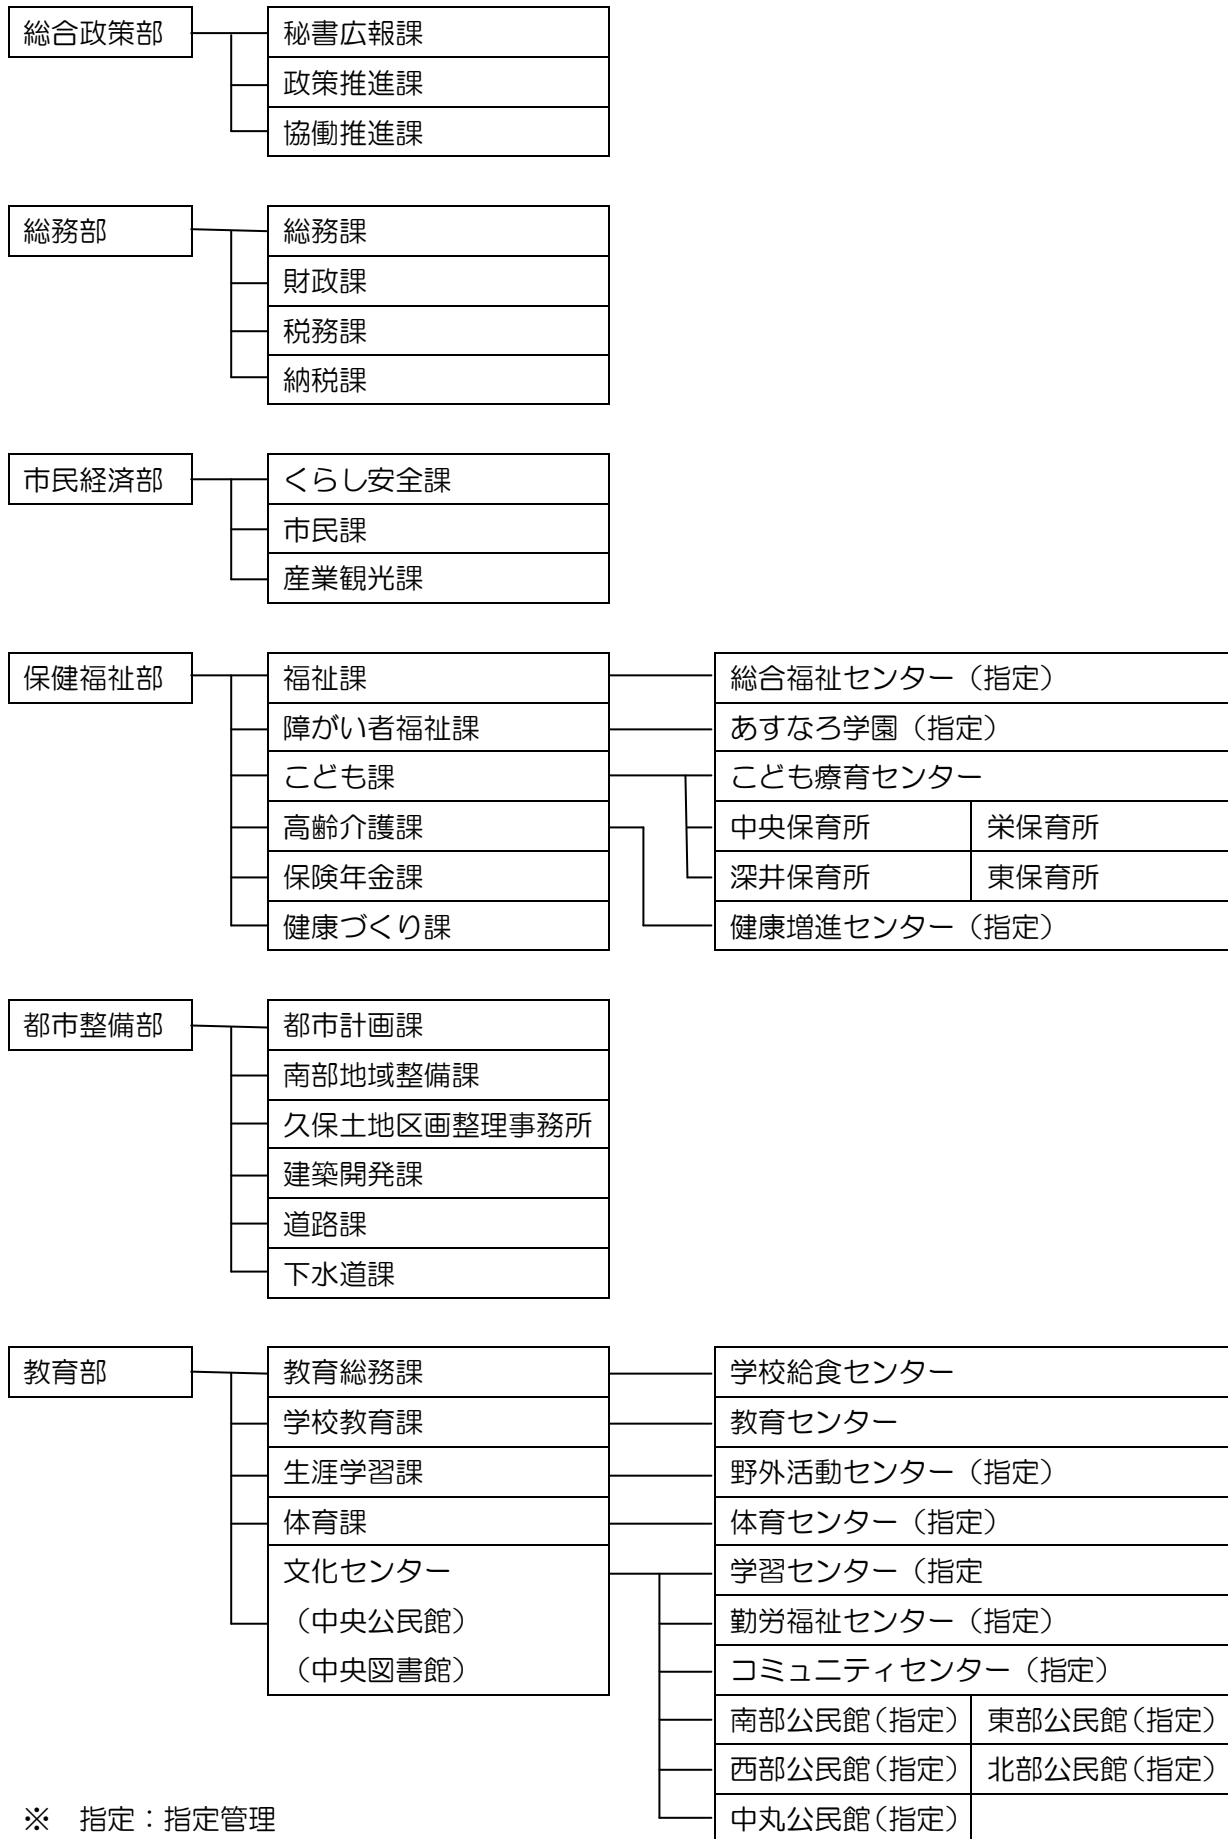 総合政策部 秘書広報課
政策推進課
協働推進課
総務部 総務課
財政課
税務課
納税課
市民経済部 くらし安全課
市民課
産業観光課
保健福祉部 福祉課 総合福祉センター（指定）
障がい者福祉課 あすなろ学園（指定）
こども課 こども療育センター
高齢介護課 中央保育所 栄保育所
保険年金課 深井保育所 東保育所
健康づくり課 健康増進センター（指定）
都市整備部 都市計画課
南部地域整備課
久保土地区画整理事務所
建築開発課
道路課
下水道課
教育部 教育総務課 学校給食センター
学校教育課 教育センター
生涯学習課 野外活動センター（指定）
体育課 体育センター（指定）
文化センター 学習センター（指定
（中央公民館） 勤労福祉センター（指定）
（中央図書館） コミュニティセンター（指定）
南部公民館（指定） 東部公民館（指定）
西部公民館（指定） 北部公民館（指定）
※　指定：指定管理 中丸公民館（指定）